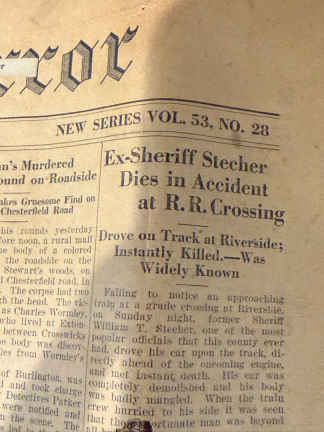 rror
NEW SERIES VOL. 53, NO. 28
n's Murdered
ound on Roadside
akes Gruesome Find on
Chesterfield Road
his rounds yesterday
ore noon, a rural mail
e body of a colored
the roadside on the
Stewart's woods, on
d Chesterfield road, in
The corpse had two
gh the head. The vic-
as Charles Wormley,
who lived at Exton-
between Crosswicks
e body was discov-
les from Wormley's
of Burlington, was
d and took charge
Detectives Parker
were notified and
n the scene. The
Ex-Sheriff Stecher
Dies in Accident
at R. R. Crossing
Drove on Track at Riverside;
Instantly Killed.—Was
Widely Known
Failing to notice an approaching
train at a grade crossing at Riverside,
on Sunday night, former Sheriff
William T. Stecher, one of the most
popular officials that this county ever
had, drove his car upon the track, di-
rectly ahead of the oncoming engine,
and met instant death. His car was
completely demolished and his body
was badly mangled. When the train
crew hurried to his side it was seen
that the unfortunate man was beyond